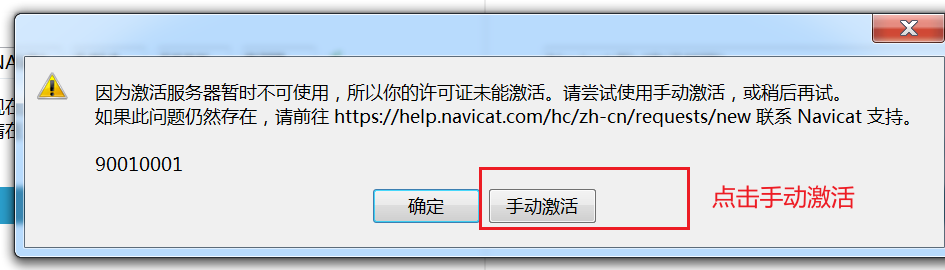 因为激活服务器暂时不可使用，所以你的许可证未能激活。请尝试使用手动激活，或稍后再试。
如果此问题仍然存在，请前往 https://help.navicat.com/hc/zh-cn/requests/new 联系 Navicat 支持。
90010001
确定
手动激活
点击手动激活